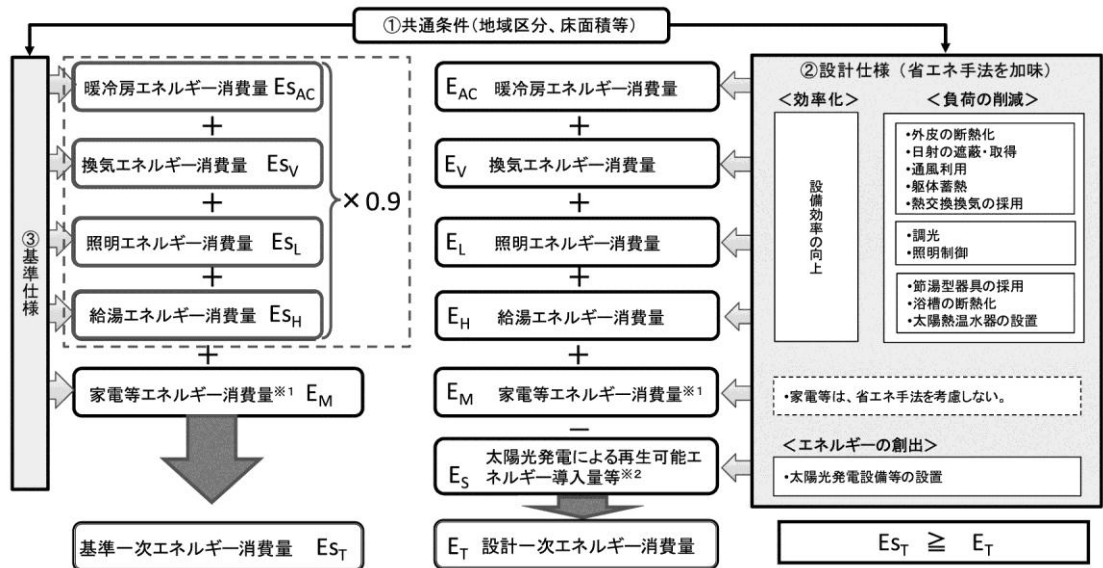 ①共通条件(地域区分、床面積等)
③基準仕様
暖冷房エネルギー消費量 EsAC
+
換気エネルギー消費量 EsV
+
照明エネルギー消費量 EsL
+
給湯エネルギー消費量 EsH
×0.9
+
家電等エネルギー消費量※1 EM
基準一次エネルギー消費量 EsT
EAC 暖冷房エネルギー消費量
+
EV 換気エネルギー消費量
+
EL 照明エネルギー消費量
+
EH 給湯エネルギー消費量
+
EM 家電等エネルギー消費量※1
−
ES 太陽光発電による再生可能エ
ネルギー導入量等※2
ET 設計一次エネルギー消費量
②設計仕様(省エネ手法を加味)
<効率化>
設備効率の向上
<負荷の削減>
・外皮の断熱化
・日射の遮蔽・取得
・通風利用
・躯体蓄熱
・熱交換換気の採用
・調光
・照明制御
・節湯型器具の採用
・浴槽の断熱化
・太陽熱温水器の設置
・家電等は、省エネ手法を考慮しない。
<エネルギーの創出>
・太陽光発電設備等の設置
EsT ≧ ET